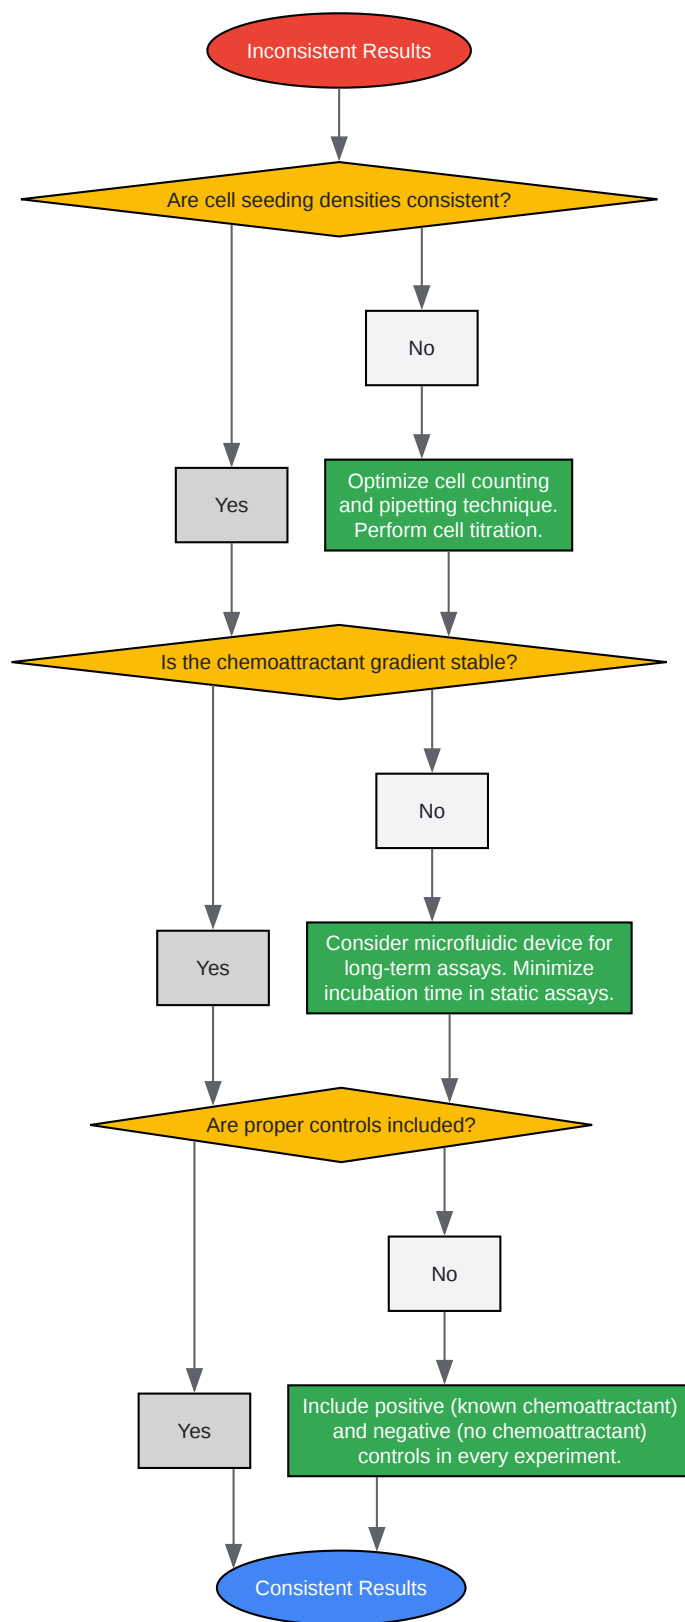 Inconsistent Results
Are cell seeding densities consistent?
No
Yes
Optimize cell counting
and pipetting technique.
Perform cell titration.
Is the chemoattractant gradient stable?
No
Yes
Consider microfluidic device for
long-term assays. Minimize
incubation time in static assays.
Are proper controls included?
No
Yes
Include positive (known chemoattractant)
and negative (no chemoattractant)
controls in every experiment.
Consistent Results